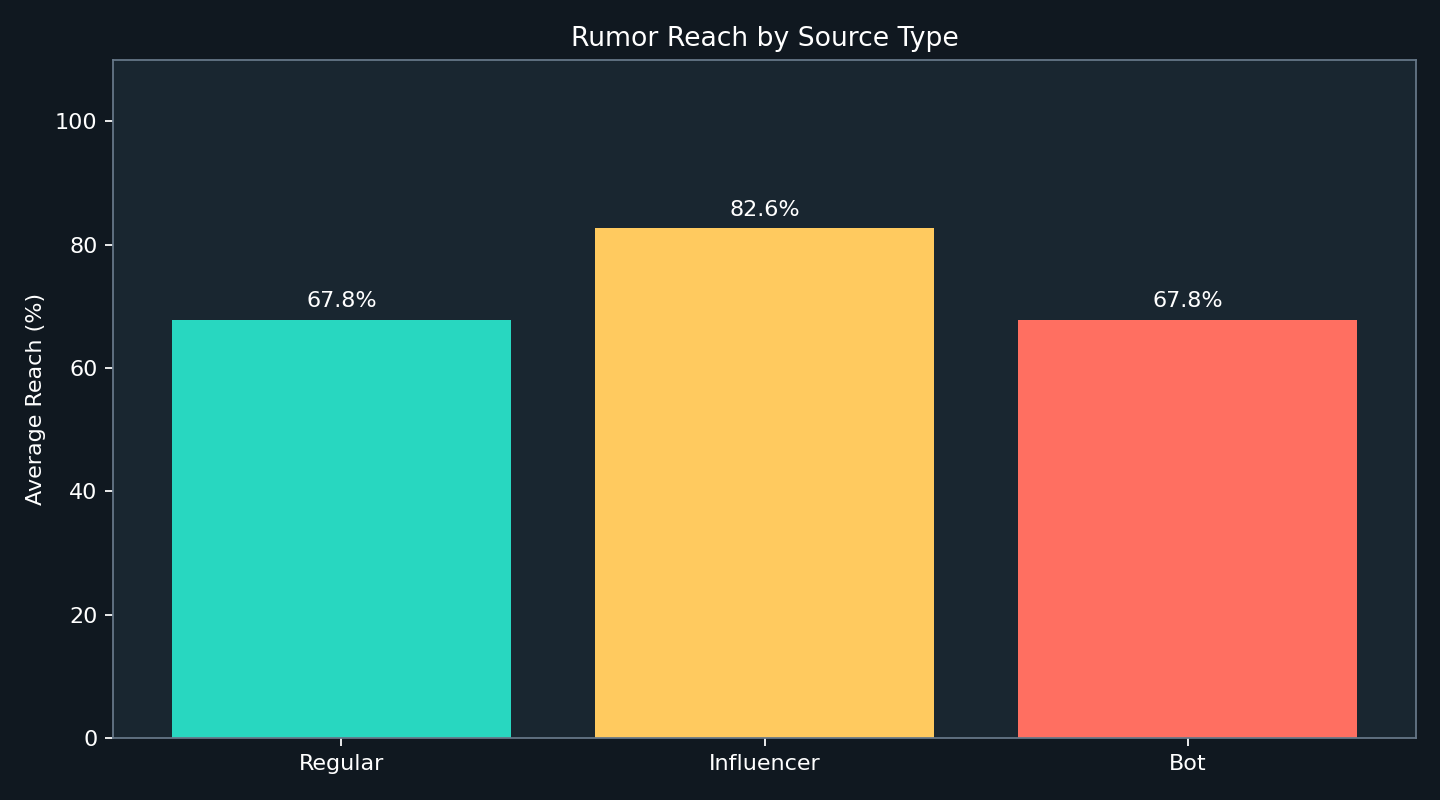 Rumor Reach by Source Type
Average Reach (%)
100
80
60
40
20
0
67.8%
82.6%
67.8%
Regular
Influencer
Bot